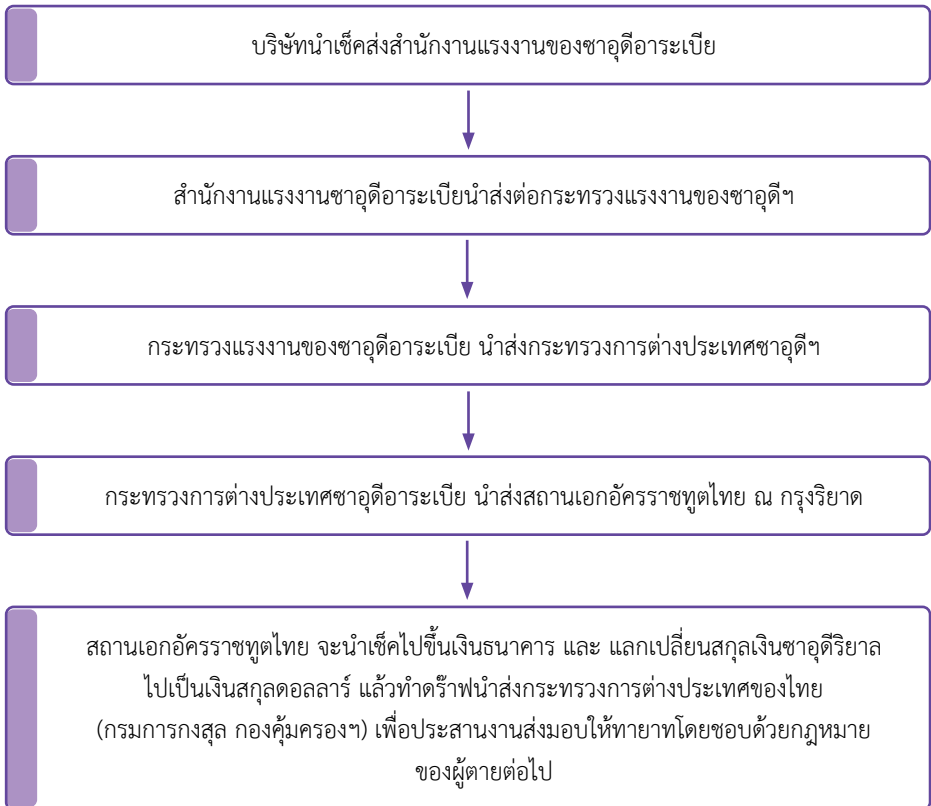 บริษัทนำเช็คส่งสำนักงานแรงงานของซาอุดีอาระเบีย
สำนักงานแรงงานซาอุดีอาระเบียนำส่งต่อกระทรวงแรงงานของซาอุดีฯ
กระทรวงแรงงานของซาอุดีอาระเบีย นำส่งกระทรวงการต่างประเทศซาอุดีฯ
กระทรวงการต่างประเทศซาอุดีอาระเบีย นำส่งสถานเอกอัครราชทูตไทย ณ กรุงริยาด
สถานเอกอัครราชทูตไทย จะนำเช็คไปขึ้นเงินธนาคาร และ แลกเปลี่ยนสกุลเงินซาอุดีริยาล
ไปเป็นเงินสกุลดอลลาร์ แล้วทำดร๊าฟนำส่งกระทรวงการต่างประเทศของไทย
(กรมการกงสุล กองคุ้มครองฯ) เพื่อประสานงานส่งมอบให้ทายาทโดยชอบด้วยกฎหมาย
ของผู้ตายต่อไป